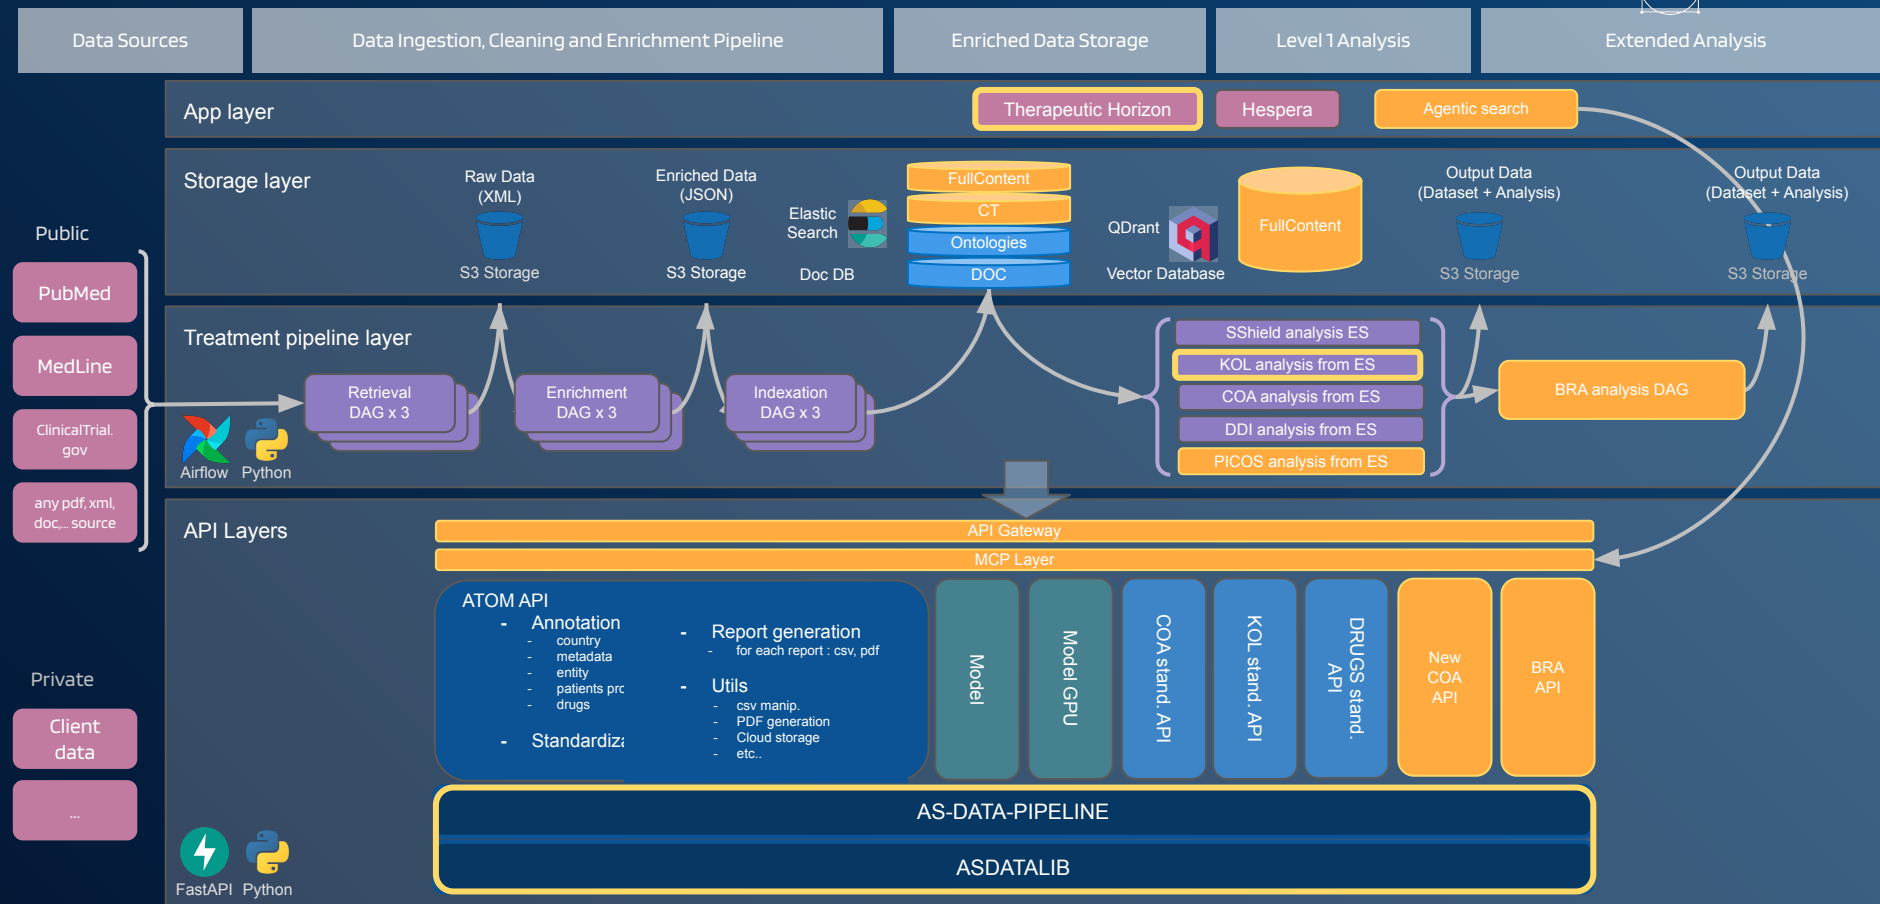 Data Sources
Data Ingestion, Cleaning and Enrichment Pipeline
Enriched Data Storage
Level 1 Analysis
Extended Analysis
App layer
Therapeutic Horizon
Hespera
Agentic search
Storage layer
Raw Data
(XML)
S3 Storage
Enriched Data
(JSON)
S3 Storage
Elastic
Search
Doc DB
FullContent
CT
Ontologies
DOC
QDrant
Vector Database
FullContent
Output Data
(Dataset + Analysis)
S3 Storage
Output Data
(Dataset + Analysis)
S3 Storage
Public
PubMed
MedLine
ClinicalTrial.
gov
any pdf, xml,
doc,... source
Private
Client
data
...
Treatment pipeline layer
Retrieval
DAG x 3
Enrichment
DAG x 3
Indexation
DAG x 3
Airflow
Python
SShield analysis ES
KOL analysis from ES
COA analysis from ES
DDI analysis from ES
PICOS analysis from ES
BRA analysis DAG
API Layers
API Gateway
MCP Layer
ATOM API
- Annotation
- country
- metadata
- entity
- patients pro
- drugs
- Standardiza
- Report generation
- for each report : csv, pdf
- Utils
- csv manip.
- PDF generation
- Cloud storage
- etc..
Model
Model GPU
COA stand. API
KOL stand. API
DRUGS stand.
API
New
COA
API
BRA
API
AS-DATA-PIPELINE
ASDATALIB
FastAPI
Python